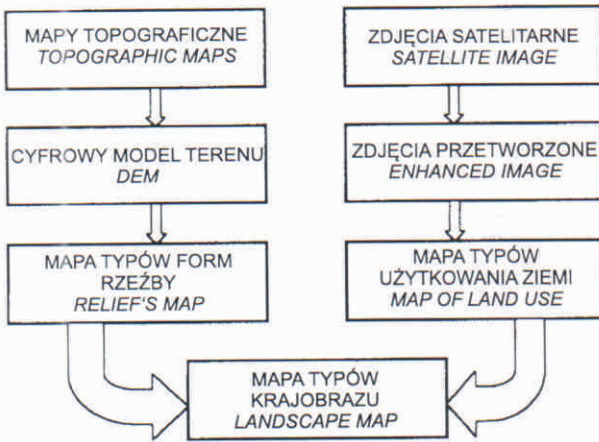 MAPY TOPOGRAFICZNE
TOPOGRAPHIC MAPS
ZDJĘCIA SATELITARNE
SATELLITE IMAGE
CYFROWY MODEL TERENU
DEM
ZDJĘCIA PRZETWORZONE
ENHANCED IMAGE
MAPA TYPÓW FORM
RZEŹBY
RELIEF'S MAP
MAPA TYPÓW
UŻYTKOWANIA ZIEMI
MAP OF LAND USE
MAPA TYPÓW
KRAJOBRAZU
LANDSCAPE MAP